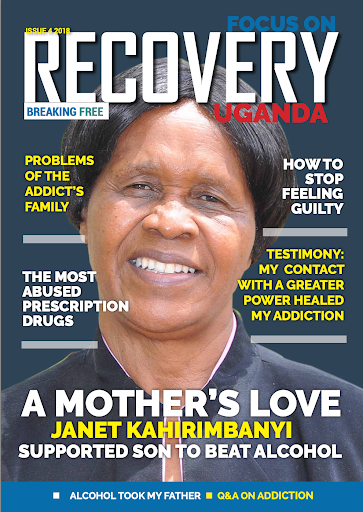 ISSUE 4 2018
FOCUS ON
RECOVERY
UGANDA
BREAKING FREE
PROBLEMS
OF THE
ADDICT'S
FAMILY
HOW TO
STOP
FEELING
GUILTY
THE MOST
ABUSED
PRESCRIPTION
DRUGS
TESTIMONY:
MY CONTACT
WITH A GREATER
POWER HEALED
MY ADDICTION
A MOTHER'S LOVE
JANET KAHIRIMBANYI
SUPPORTED SON TO BEAT ALCOHOL
ALCOHOL TOOK MY FATHER
Q&A ON ADDICTION